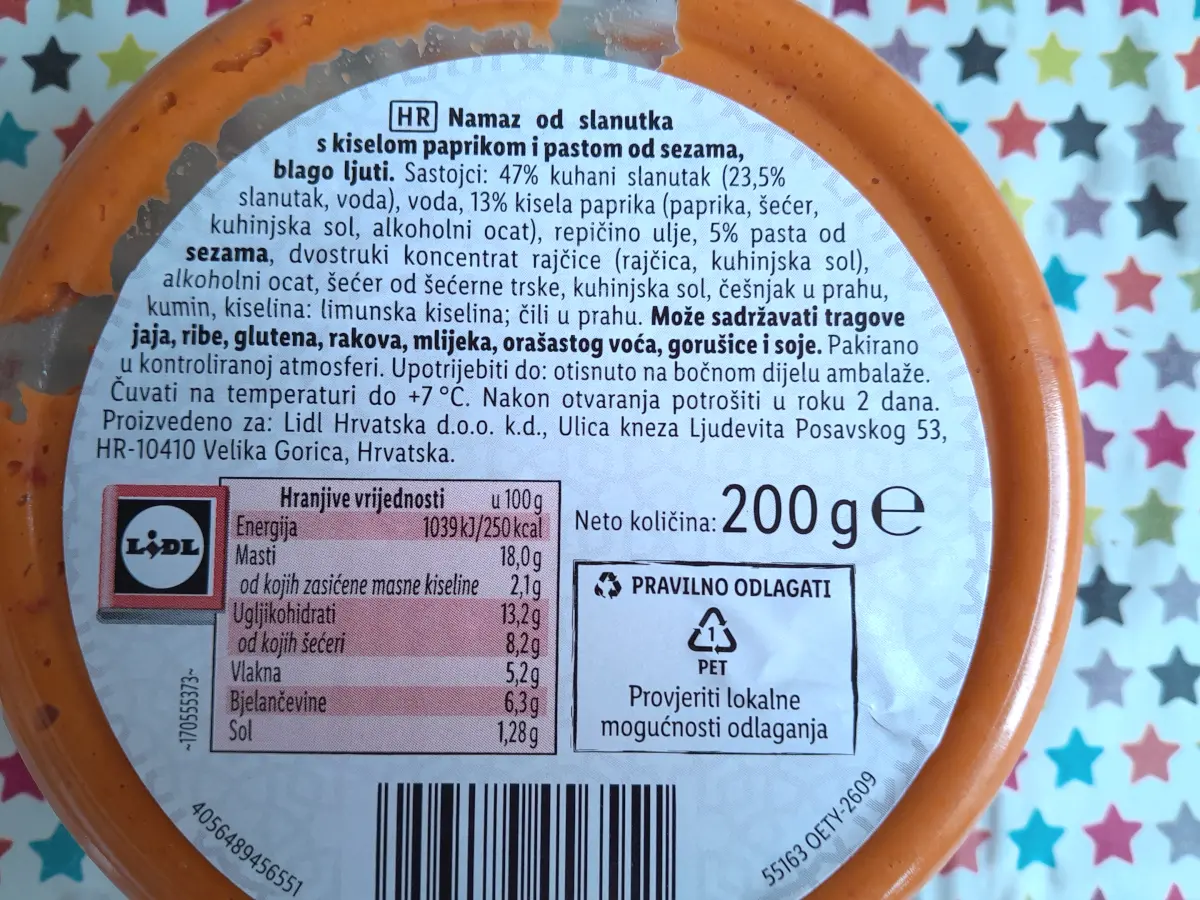 HR Namaz od slanutka
s kiselom paprikom i pastom od sezama,
blago ljuti. Sastojci: 47% kuhani slanutak (23,5%
slanutak, voda), voda, 13% kisela paprika (paprika, šećer,
kuhinjska sol, alkoholni ocat), repičino ulje, 5% pasta od
sezama, dvostruki koncentrat rajčice (rajčica, kuhinjska sol),
alkoholni ocat, šećer od šećerne trske, kuhinjska sol, češnjak u prahu,
kumin, kiselina: limunska kiselina; čili u prahu. Može sadržavati tragove
jaja, ribe, glutena, rakova, mlijeka, orašastog voća, gorušice i soje. Pakirano
u kontroliranoj atmosferi. Upotrijebiti do: otisnuto na bočnom dijelu ambalaže.
Čuvati na temperaturi do +7 °C. Nakon otvaranja potrošiti u roku 2 dana.
Proizvedeno za: Lidl Hrvatska d.o.o. k.d., Ulica kneza Ljudevita Posavskog 53,
HR-10410 Velika Gorica, Hrvatska.
LIDL
Hranjive vrijednosti u 100 g
Energija 1039 kJ/250 kcal
Masti 18,0 g
od kojih zasićene masne kiseline 2,1 g
Ugljikohidrati 13,2 g
od kojih šećeri 8,2 g
Vlakna 5,2 g
Bjelančevine 6,3 g
Sol 1,28 g
~170555373~
Neto količina: 200 g e
PRAVILNO ODLAGATI
1
PET
Provjeriti lokalne
mogućnosti odlaganja
4056489456551
55163 OETY-2609